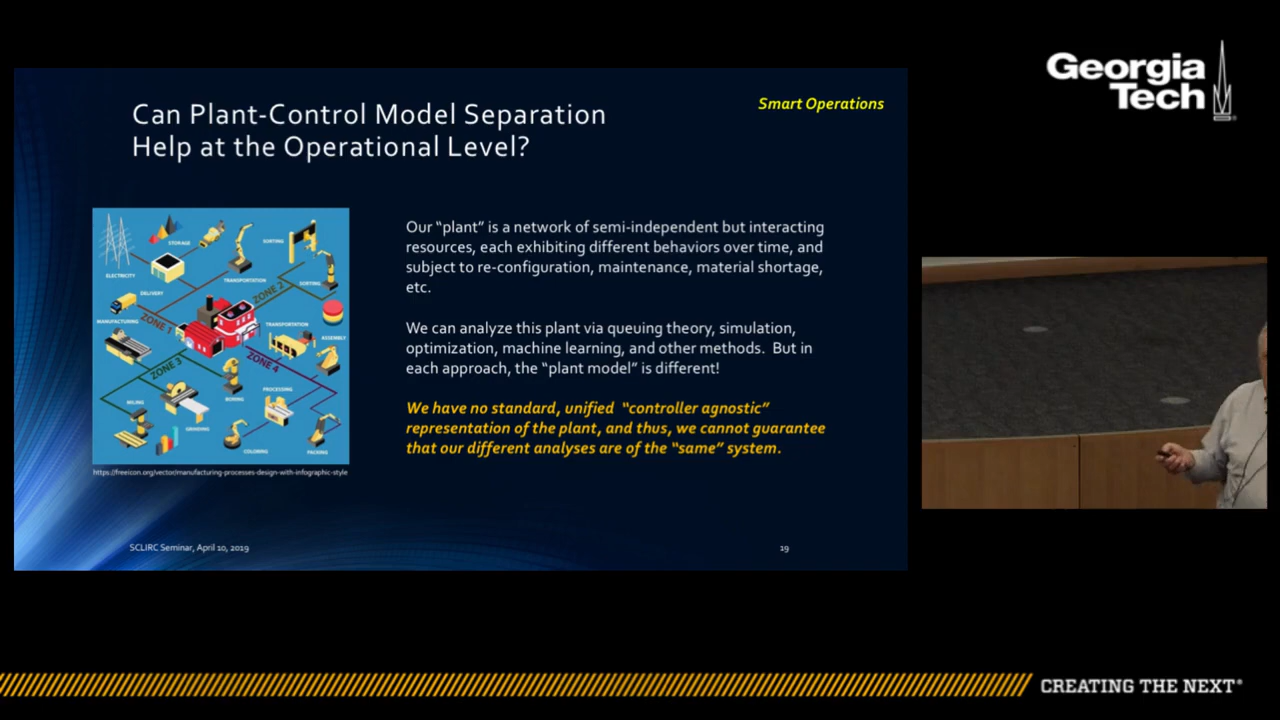 Georgia
Tech
Smart Operations
Can Plant-Control Model Separation
Help at the Operational Level?
ELECTRICITY
STORAGE
SORTING
TRANSPORTATION
SORTING
DELIVERY
ZONE 2
MANUFACTURING
ZONE 1
TRANSPORTATION
ASSEMBLY
ZONE 3
ZONE 4
BORING
PROCESSING
MILING
GRINDING
COLORING
PACKING
https://freeicon.org/vector/manufacturing-processes-design-with-infographic-style
Our “plant” is a network of semi-independent but interacting
resources, each exhibiting different behaviors over time, and
subject to re-configuration, maintenance, material shortage,
etc.
We can analyze this plant via queuing theory, simulation,
optimization, machine learning, and other methods. But in
each approach, the “plant model” is different!
We have no standard, unified “controller agnostic”
representation of the plant, and thus, we cannot guarantee
that our different analyses are of the “same” system.
SCLIRC Seminar, April 10, 2019
19
CREATING THE NEXT®